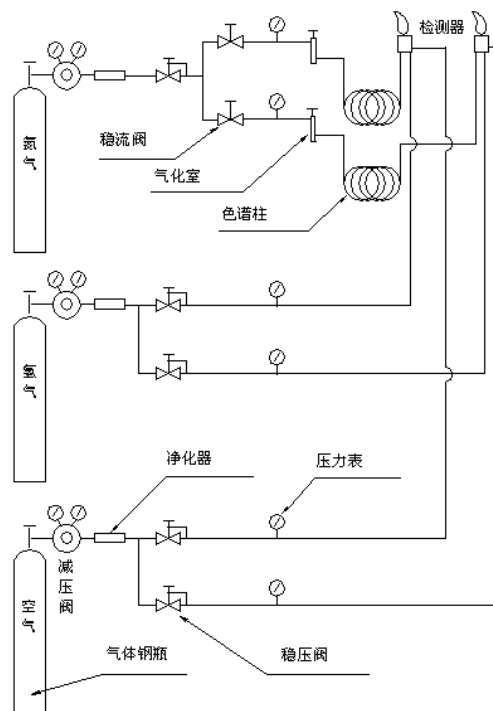 检测器
稳流阀
气化室
色谱柱
氮气
氢气
净化器
压力表
减压阀
空气
气体钢瓶
稳压阀